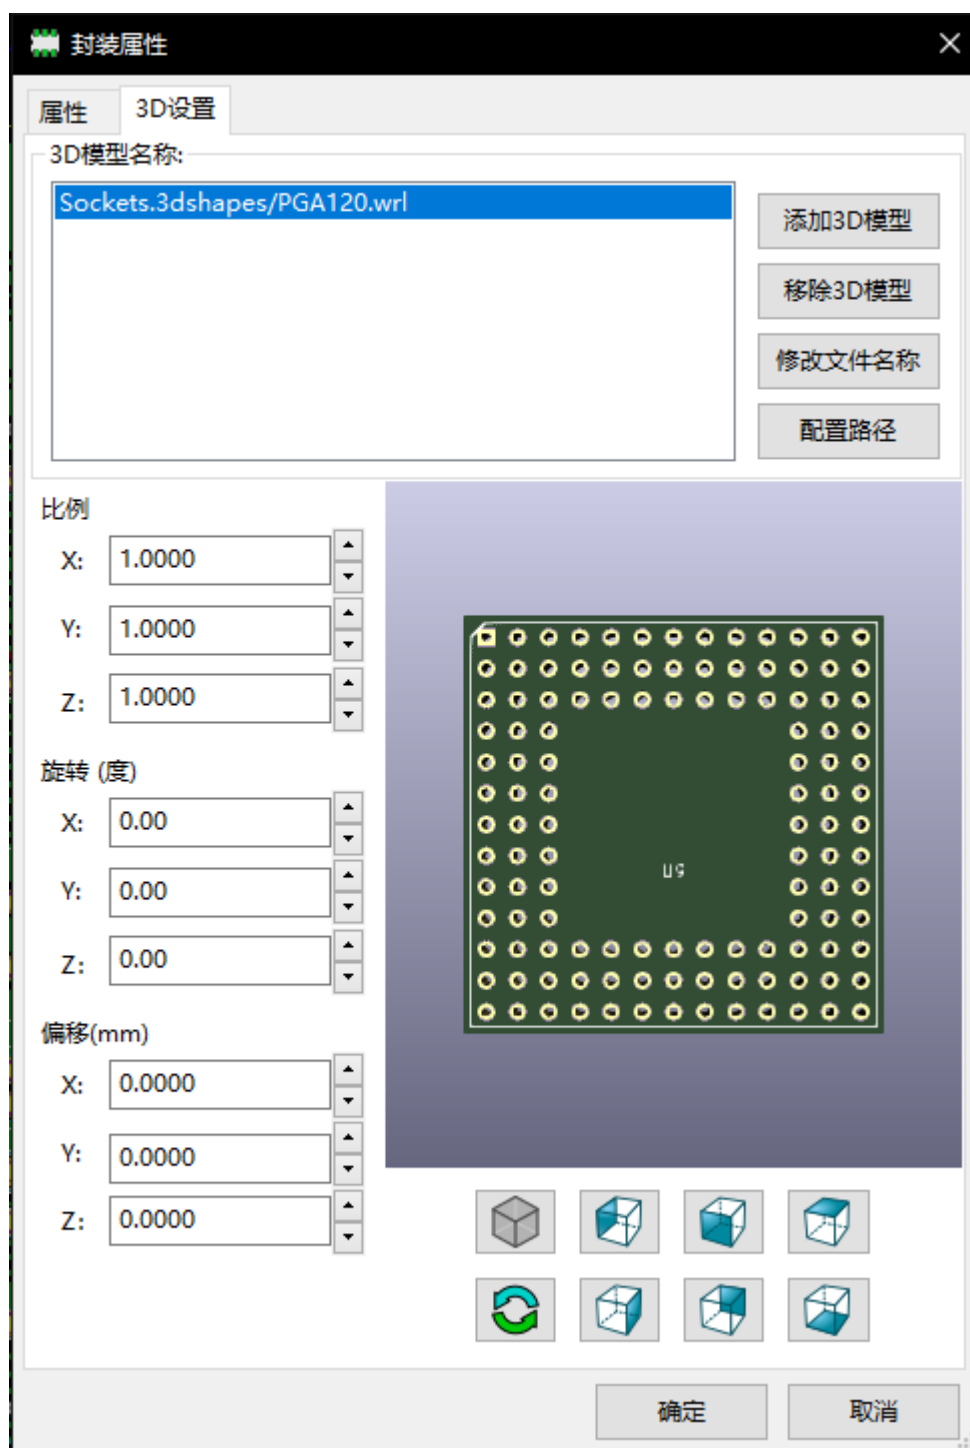 封装属性
属性
3D设置
3D模型名称:
Sockets.3dshapes/PGA120.wrl
添加3D模型
移除3D模型
修改文件名称
配置路径
比例
X: 1.0000
Y: 1.0000
Z: 1.0000
旋转 (度)
X: 0.00
Y: 0.00
Z: 0.00
偏移(mm)
X: 0.0000
Y: 0.0000
Z: 0.0000
U9
确定
取消